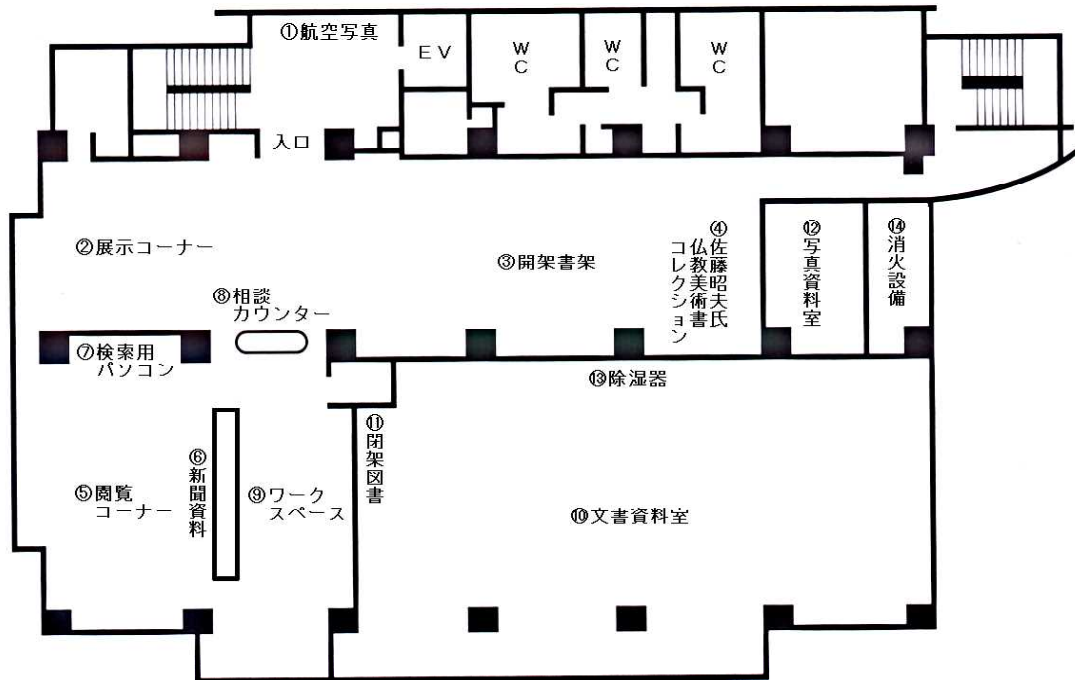 ①航空写真
EV
WC
WC
WC
入口
②展示コーナー
③開架書架
④佐藤昭夫氏
仏教美術書
コレクション
⑫写真資料室
⑭消火設備
⑧相談
カウンター
⑦検索用
パソコン
⑬除湿器
⑪閉架図書
⑥新聞資料
⑤閲覧
コーナー
⑨ワーク
スペース
⑩文書資料室